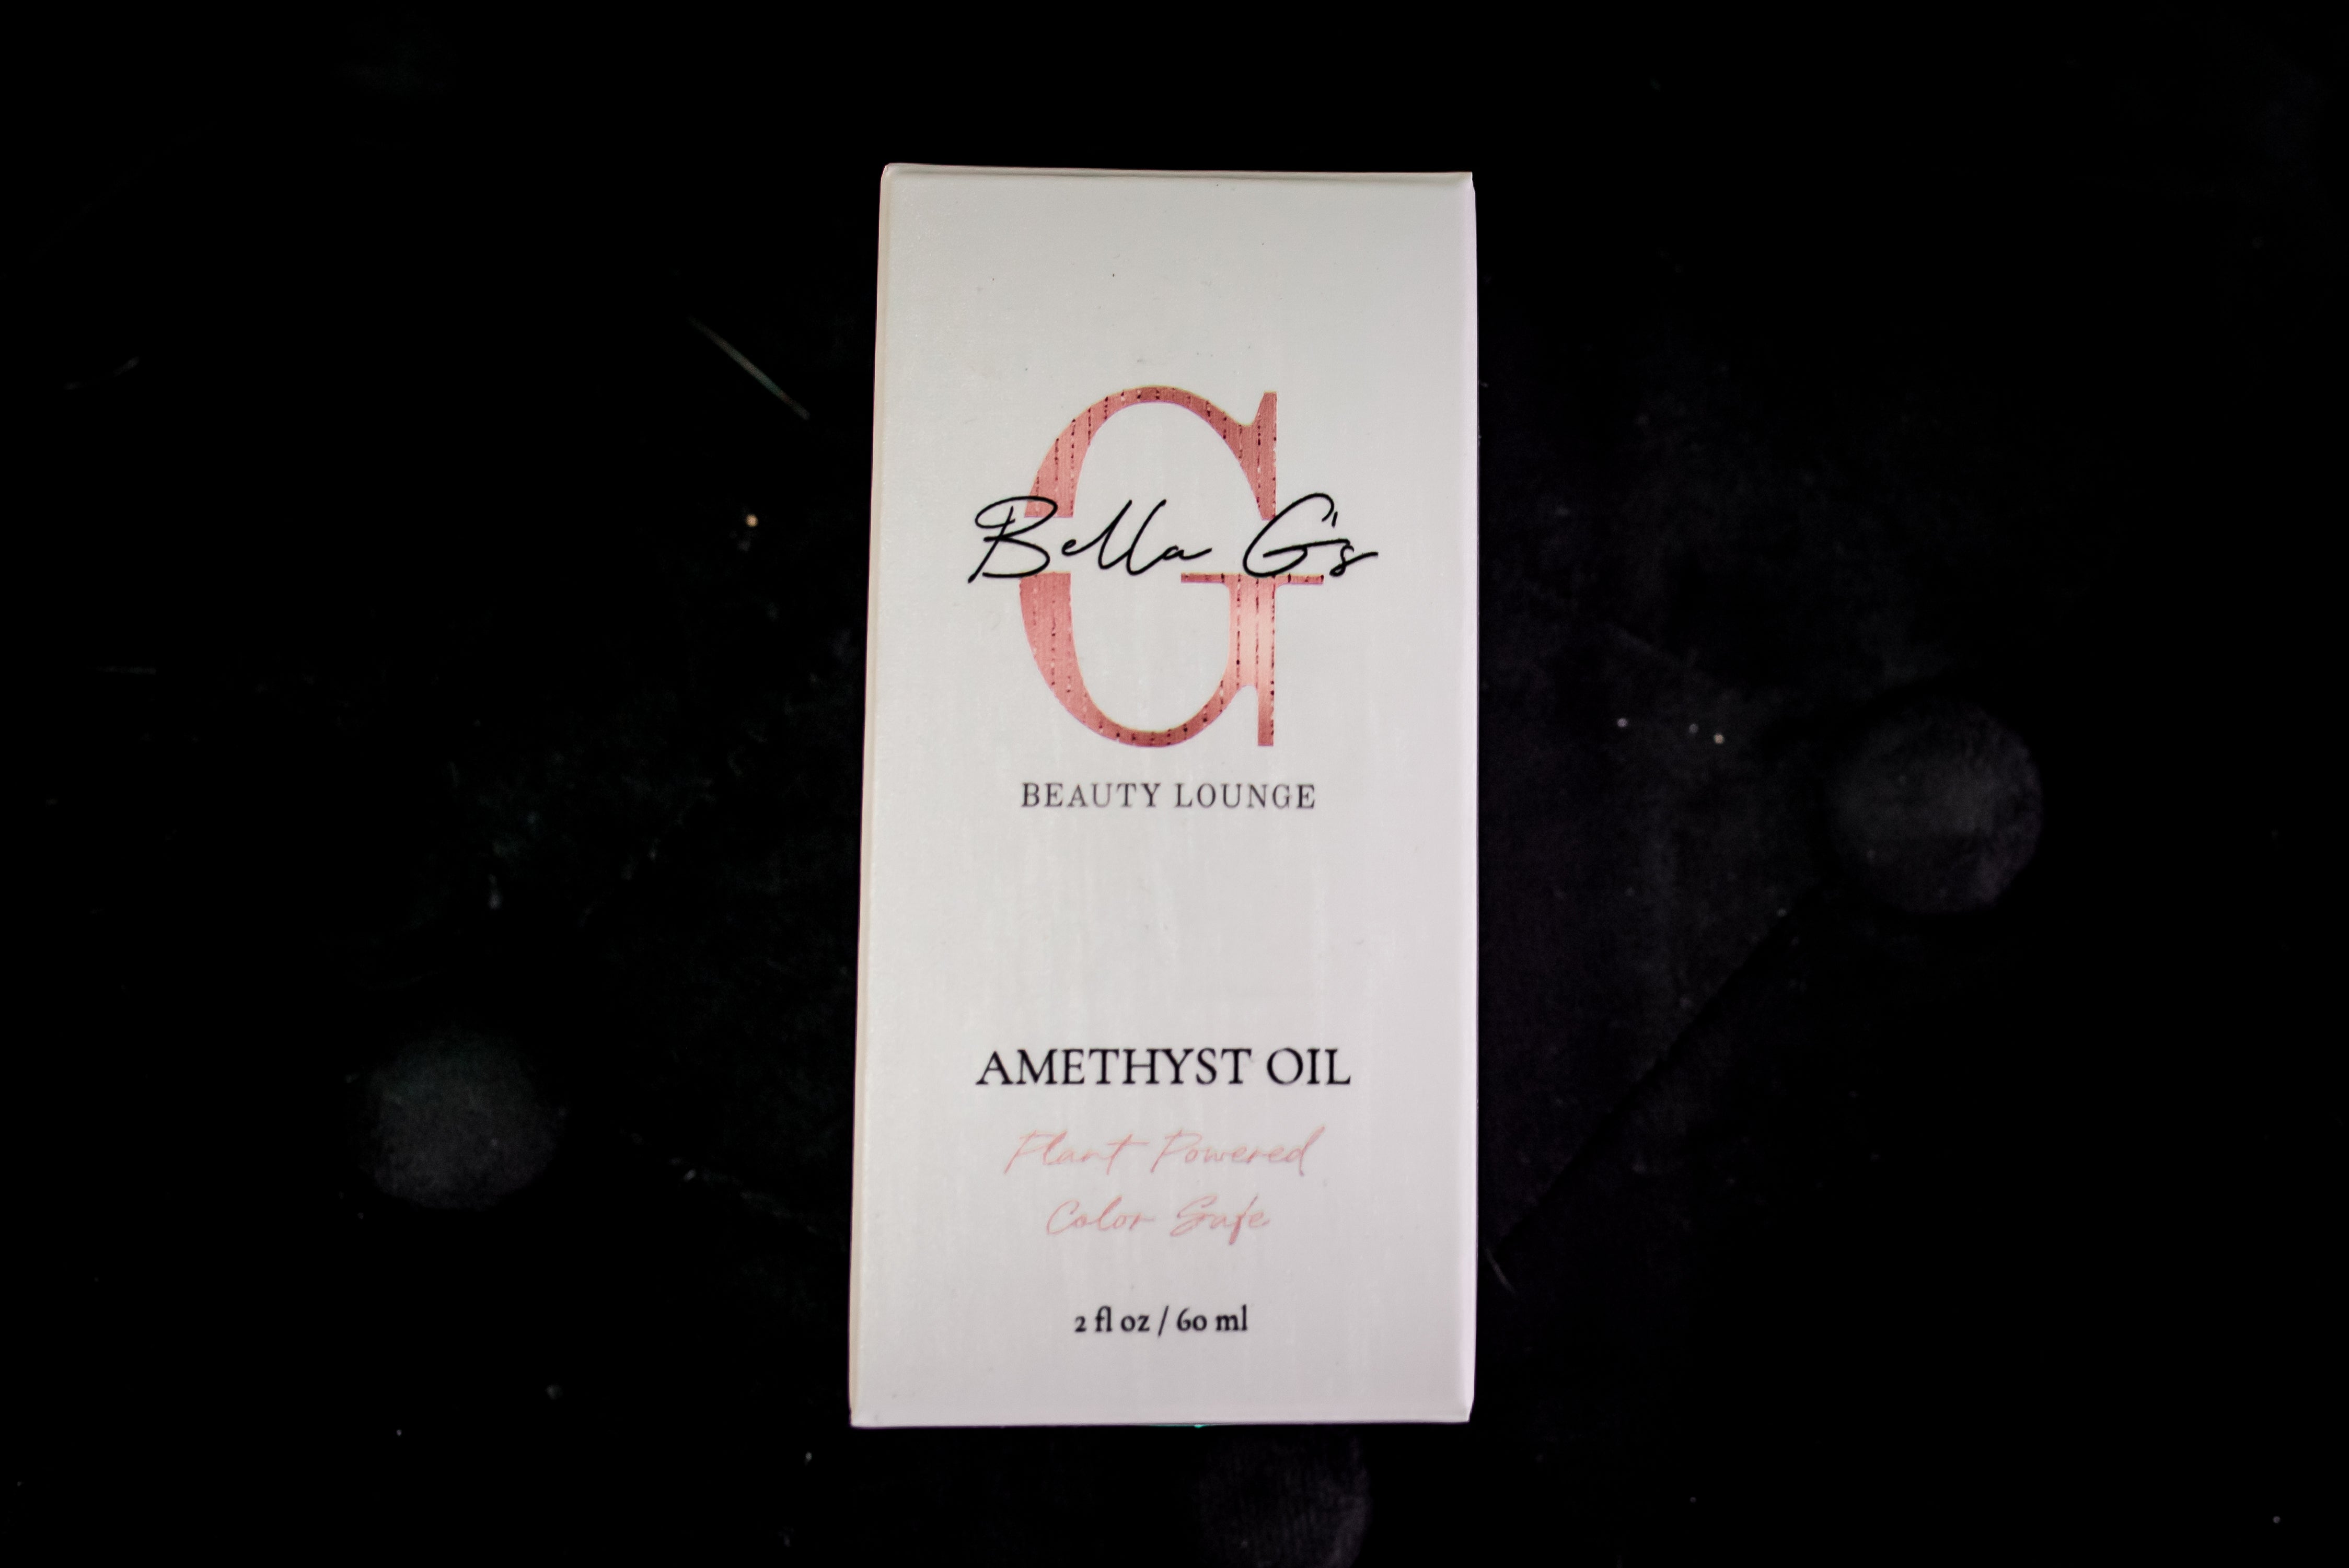 G
Bella G's
BEAUTY LOUNGE
AMETHYST OIL
Plant Powered
Color Safe
2 fl oz / 60 ml